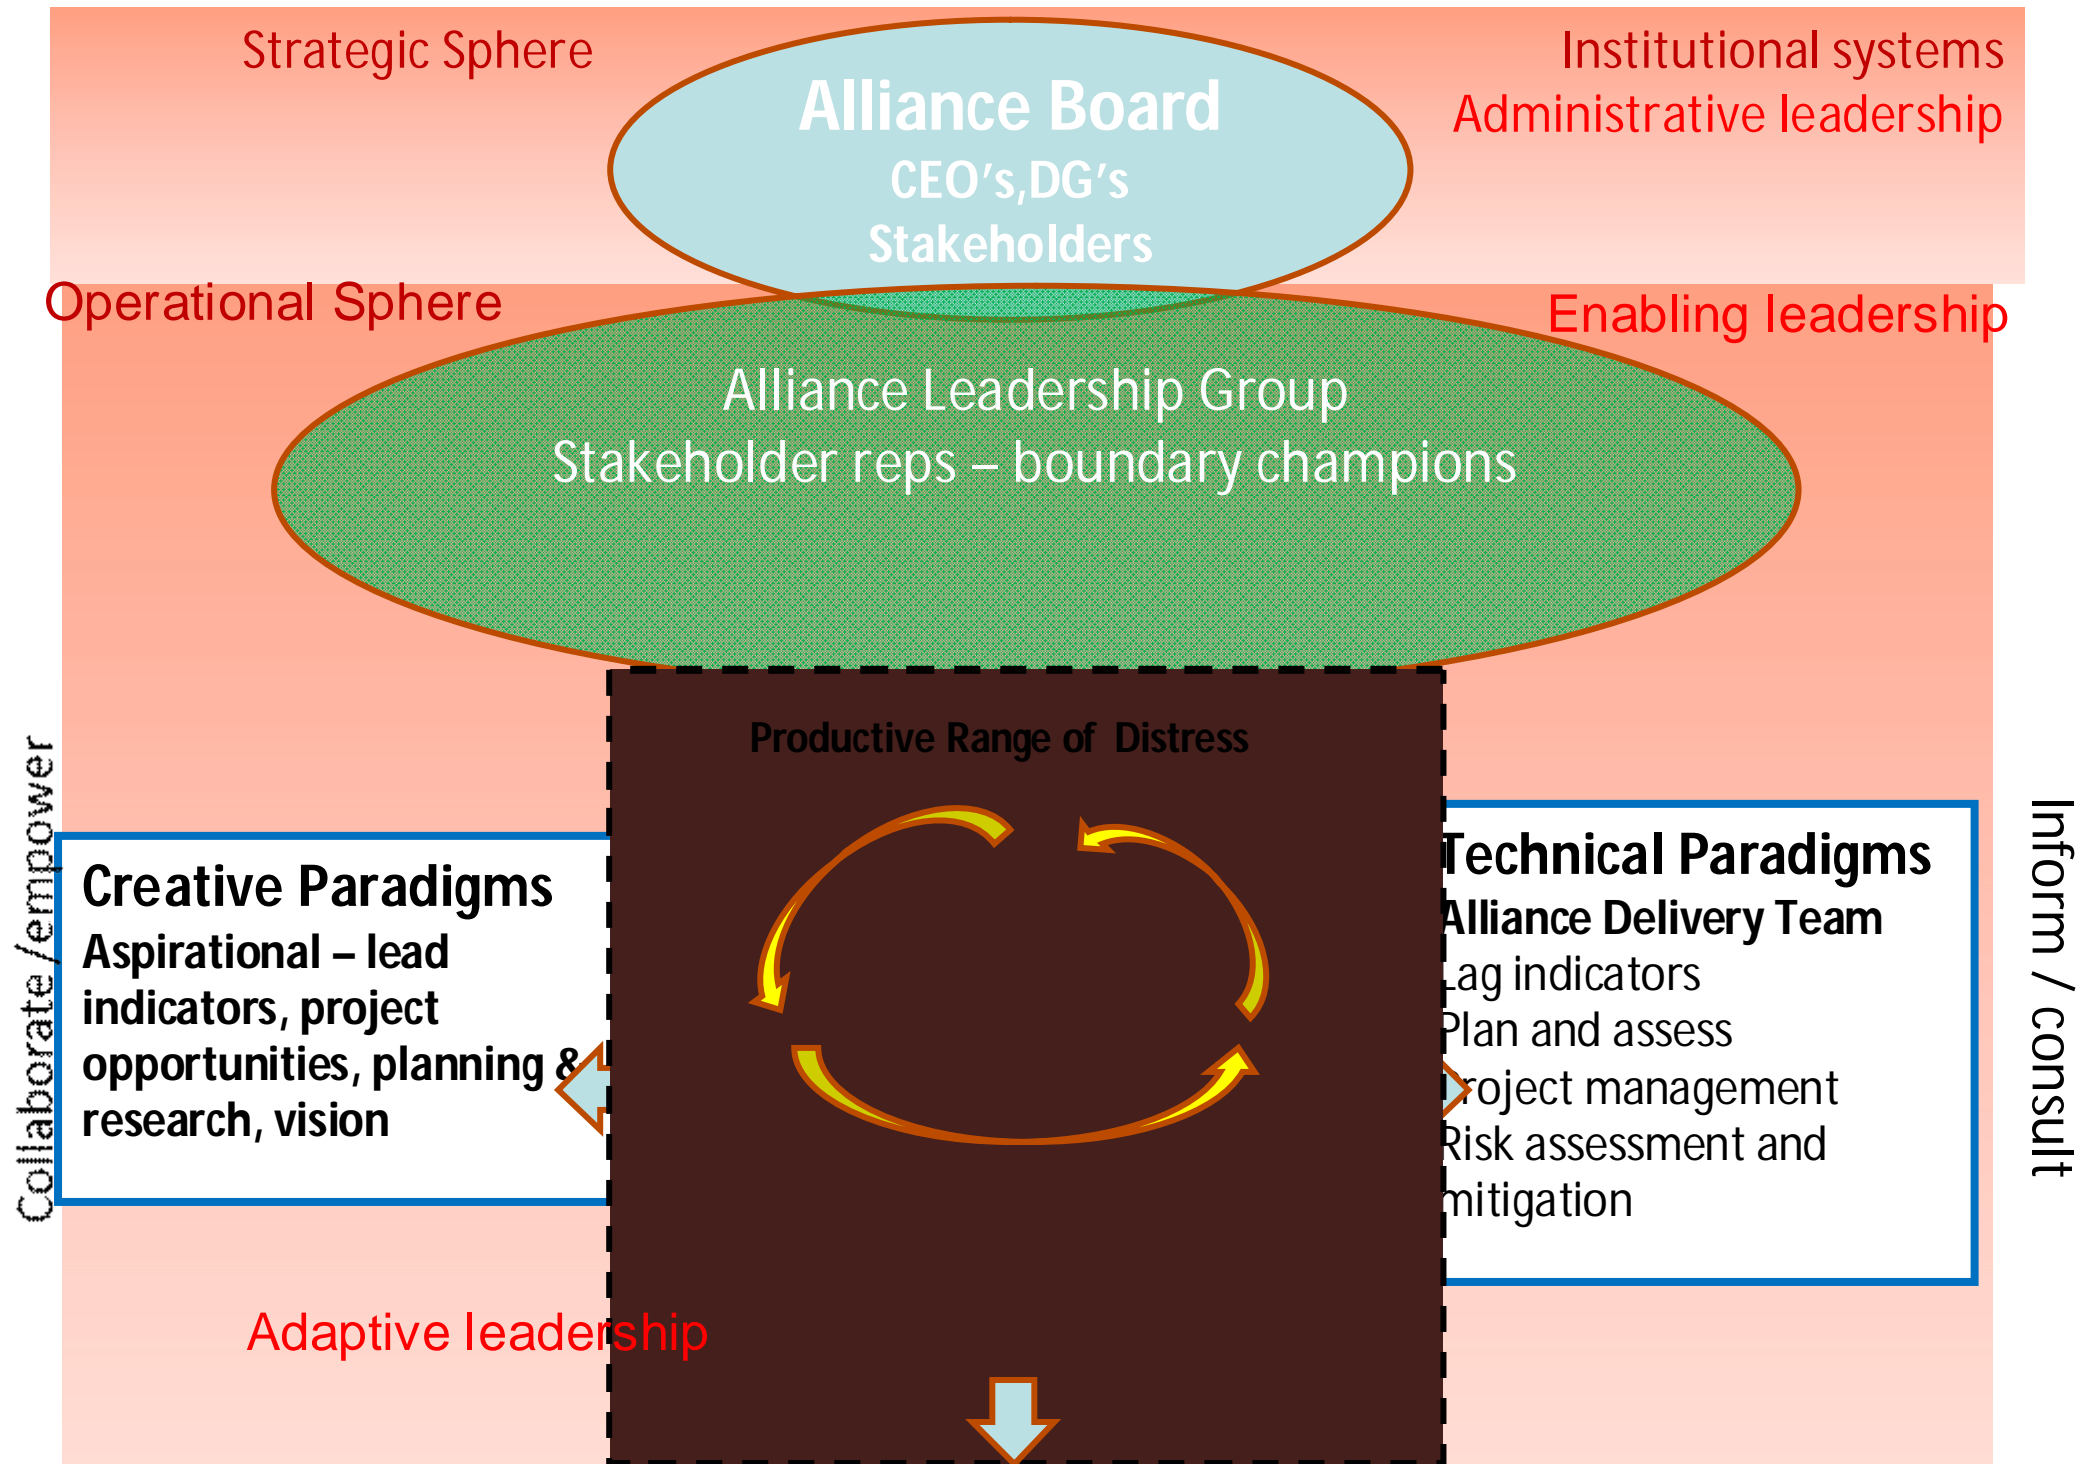 Strategic Sphere
Institutional systems
Administrative leadership
Alliance Board
CEO's,DG's
Stakeholders
Operational Sphere
Enabling leadership
Alliance Leadership Group
Stakeholder reps – boundary champions
Productive Range of Distress
Collaborate /empower
Creative Paradigms
Aspirational – lead
indicators, project
opportunities, planning &
research, vision
Technical Paradigms
Alliance Delivery Team
Lag indicators
Plan and assess
Project management
Risk assessment and
mitigation
Inform / consult
Adaptive leadership